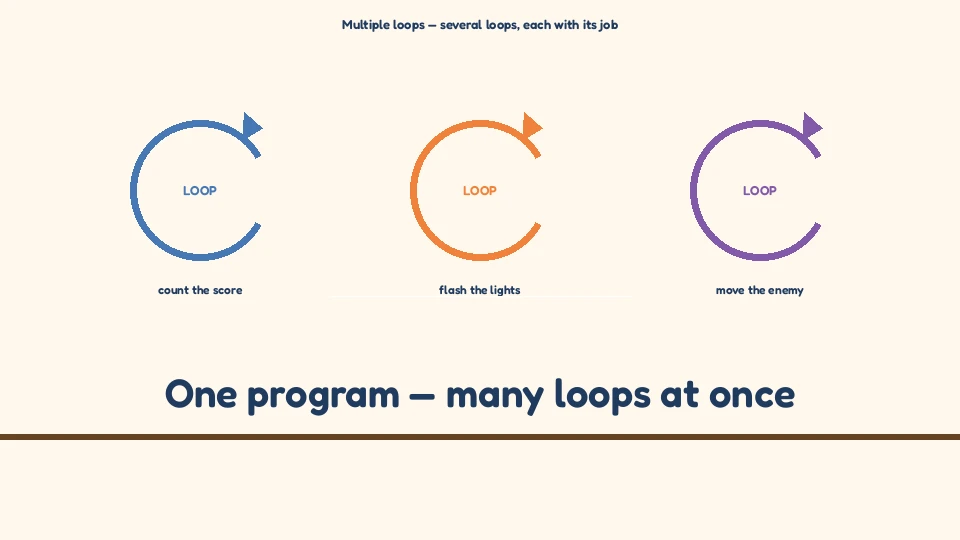 Multiple loops — several loops, each with its job
LOOP
LOOP
LOOP
count the score
flash the lights
move the enemy
One program — many loops at once